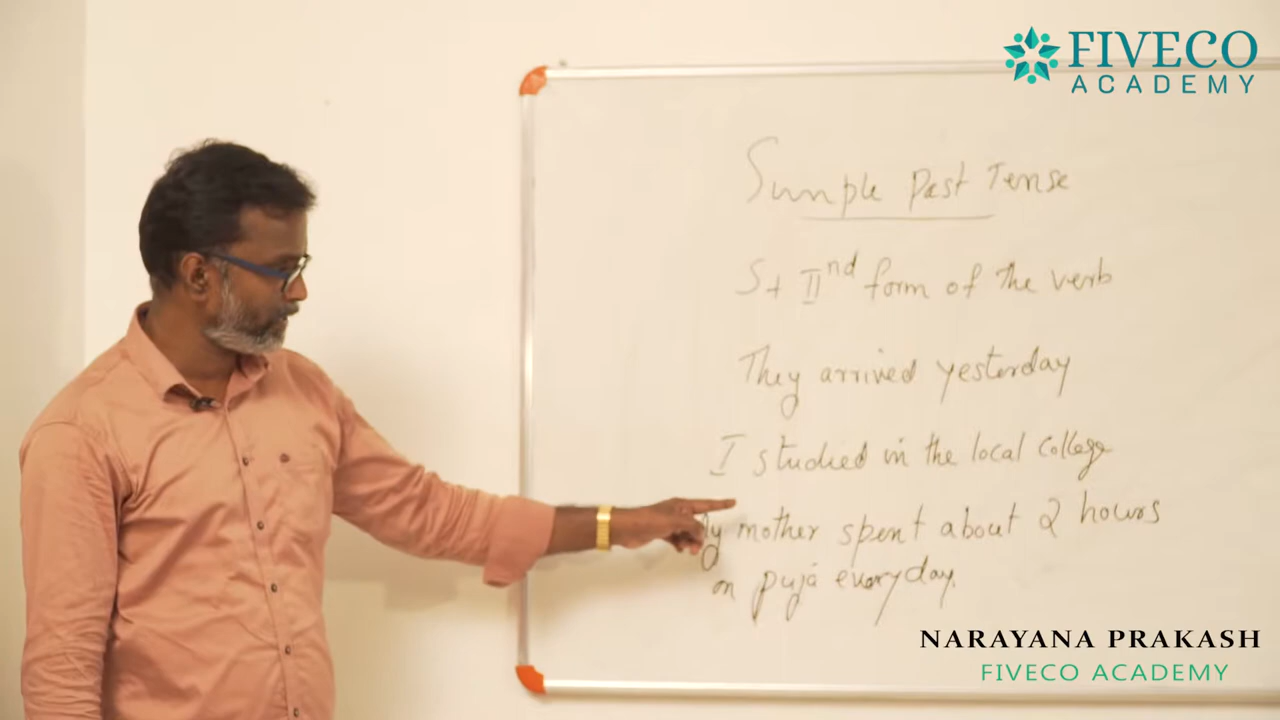 FIVECO
ACADEMY
Simple Past Tense
S+ IInd form of the verb
They arrived yesterday
I studied in the local college
mother spent about 2 hours
on puja everyday.
NARAYANA PRAKASH
FIVECO ACADEMY